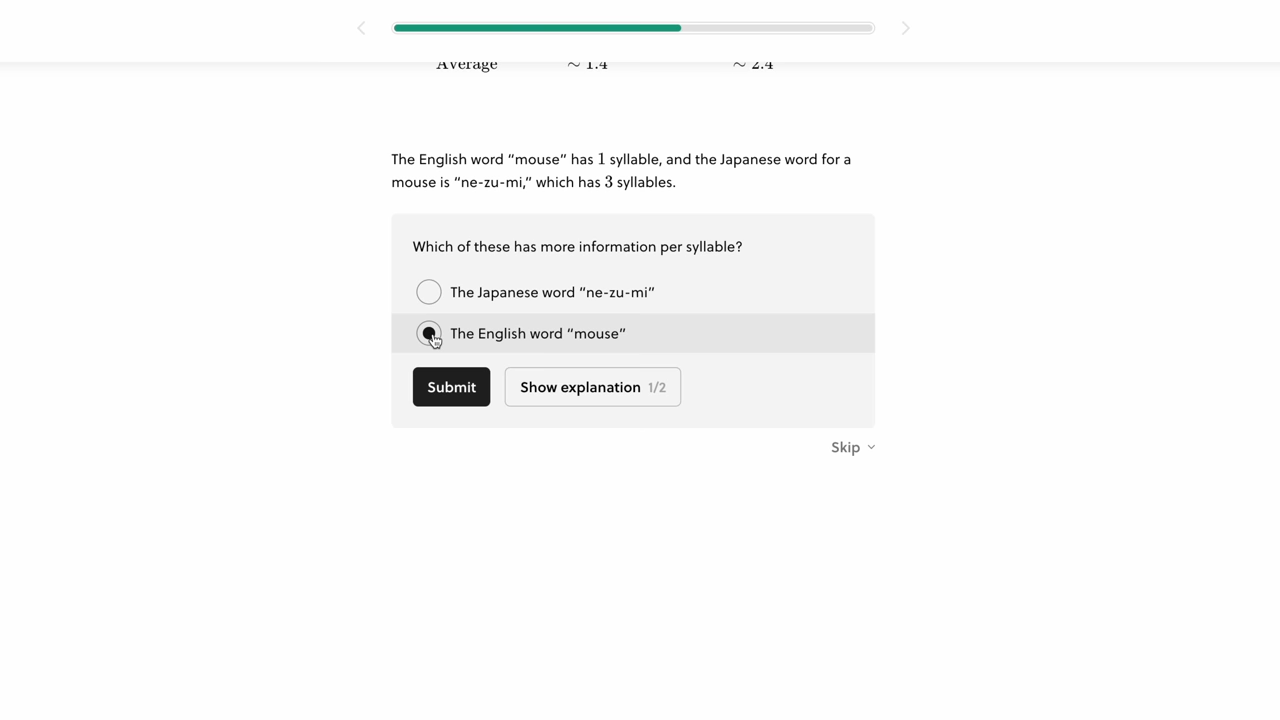 Average ∼ 1.4 ∼ 2.4
The English word “mouse” has 1 syllable, and the Japanese word for a
mouse is “ne-zu-mi,” which has 3 syllables.
Which of these has more information per syllable?
The Japanese word “ne-zu-mi”
The English word “mouse”
Submit Show explanation 1/2
Skip